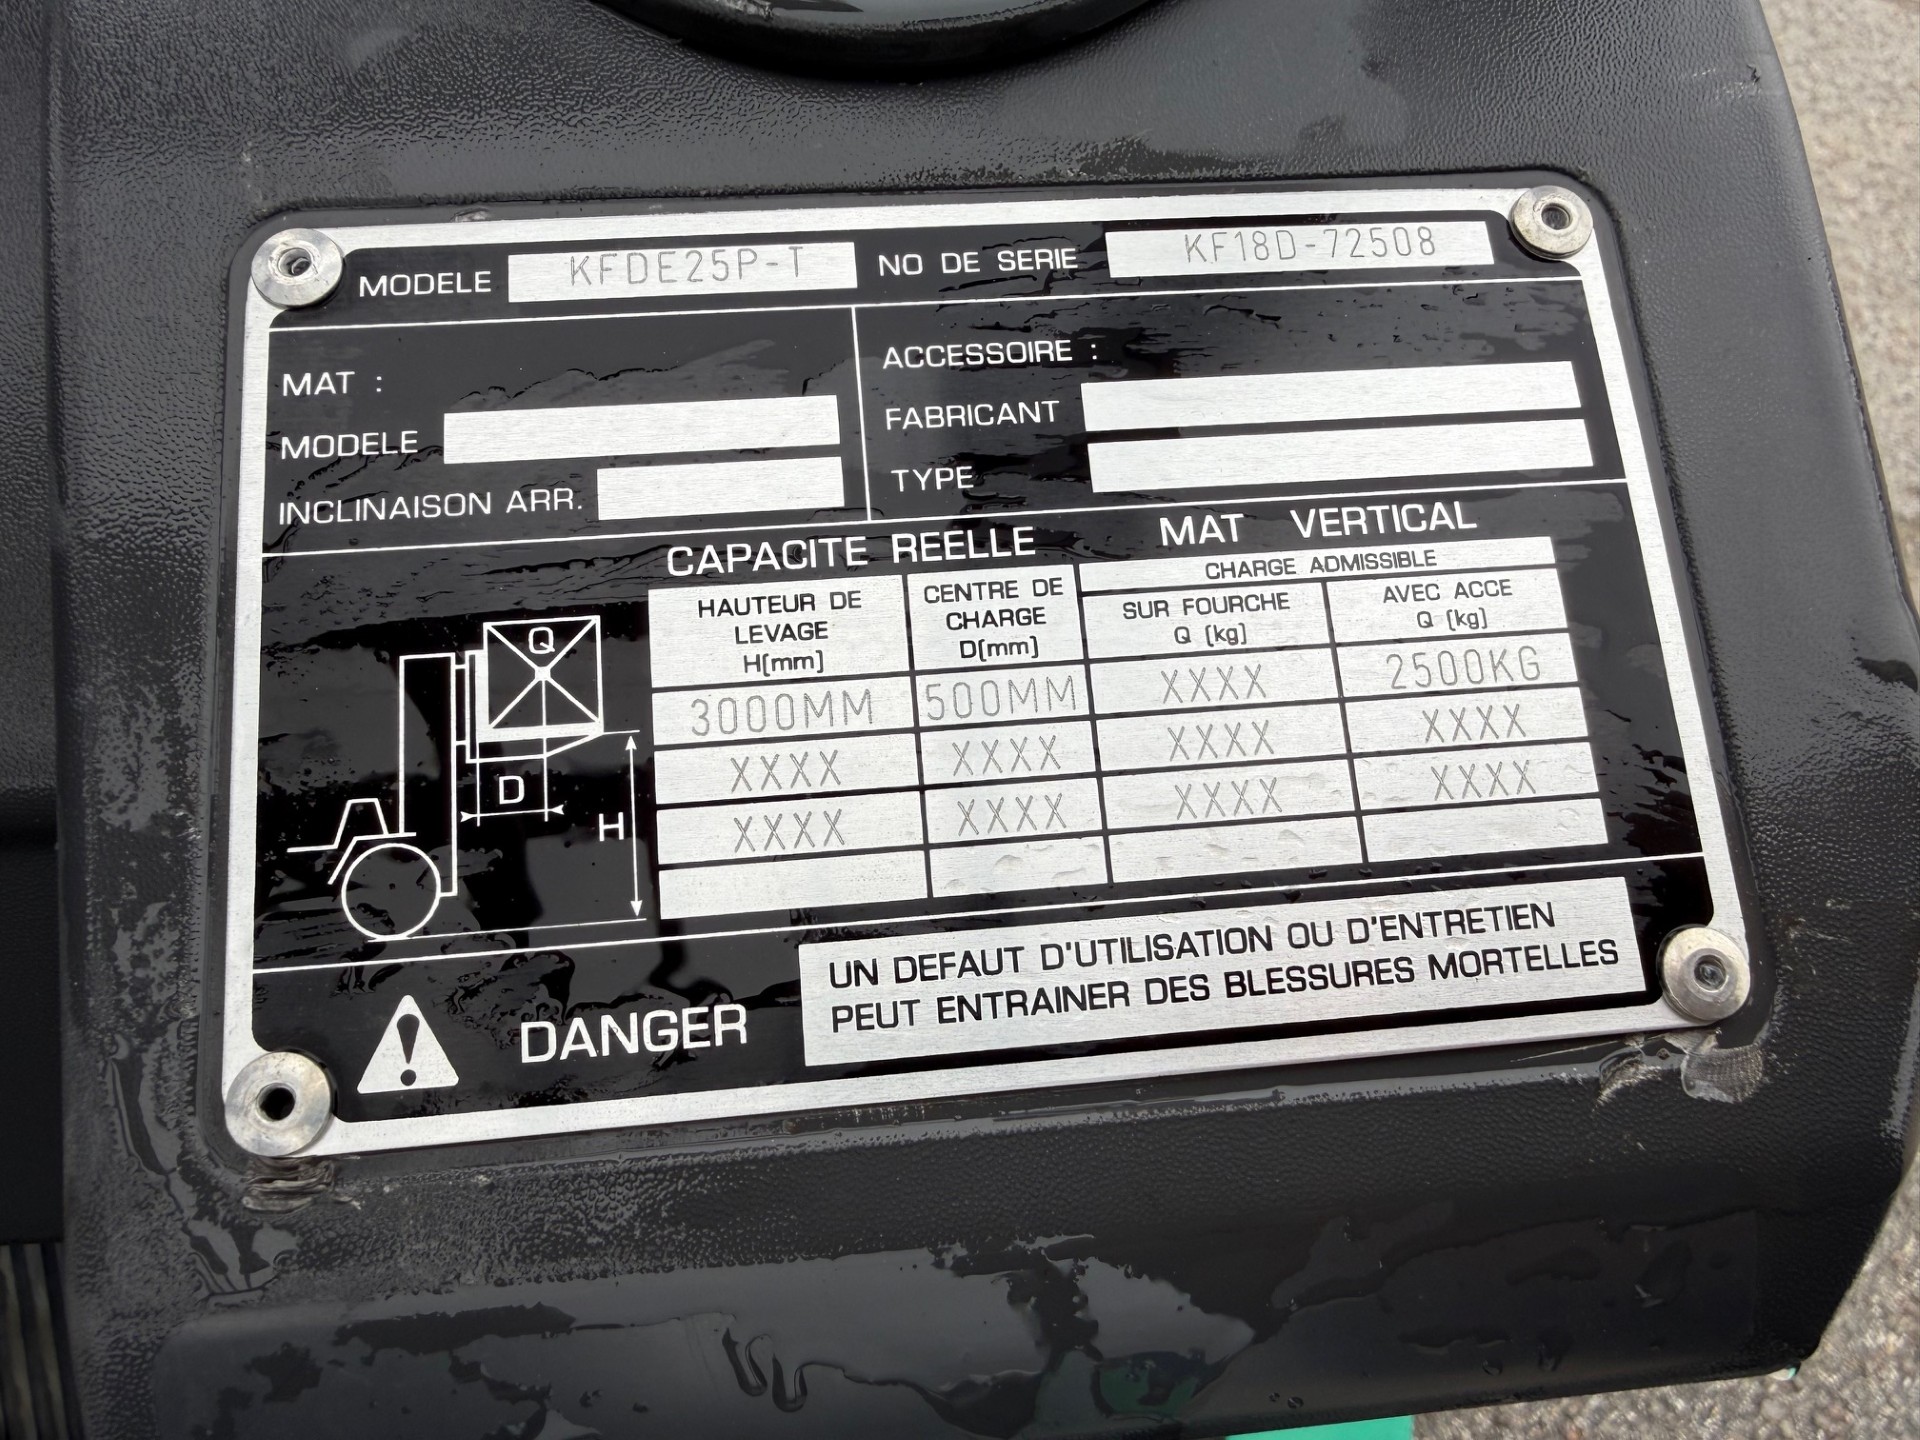 MODELE KFDE25P-T NO DE SERIE KF18D-72508
MAT :
MODELE
INCLINAISON ARR.
ACCESSOIRE :
FABRICANT
TYPE
CAPACITE REELLE MAT VERTICAL
HAUTEUR DE LEVAGE H[mm]
CENTRE DE CHARGE D[mm]
CHARGE ADMISSIBLE
SUR FOURCHE Q [kg]
AVEC ACCE Q [kg]
3000MM 500MM XXXX 2500KG
XXXX XXXX XXXX XXXX
XXXX XXXX XXXX XXXX
Q
D
H
DANGER
UN DEFAUT D'UTILISATION OU D'ENTRETIEN
PEUT ENTRAINER DES BLESSURES MORTELLES